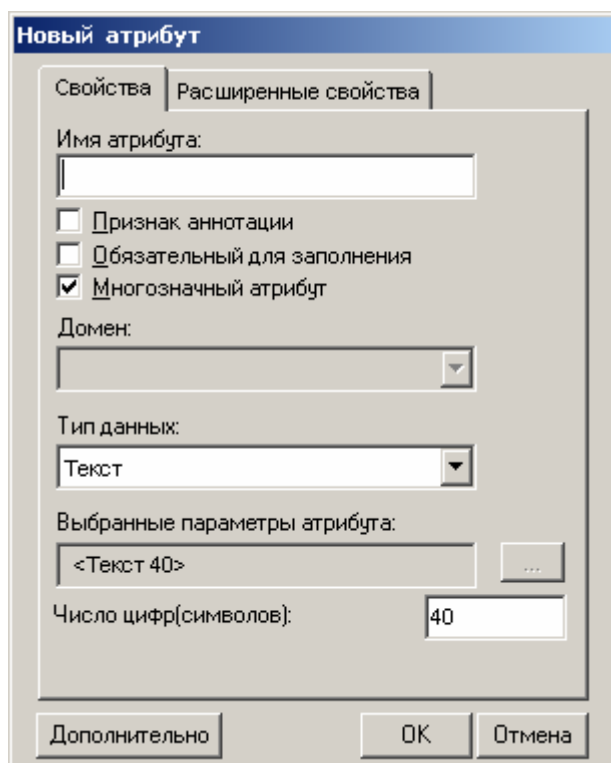 Новый атрибут
Свойства Расширенные свойства
Имя атрибута:
Признак аннотации
Обязательный для заполнения
Многозначный атрибут
Домен:
Тип данных:
Текст
Выбранные параметры атрибута:
<Текст 40>
...
Число цифр(символов): 40
Дополнительно OK Отмена